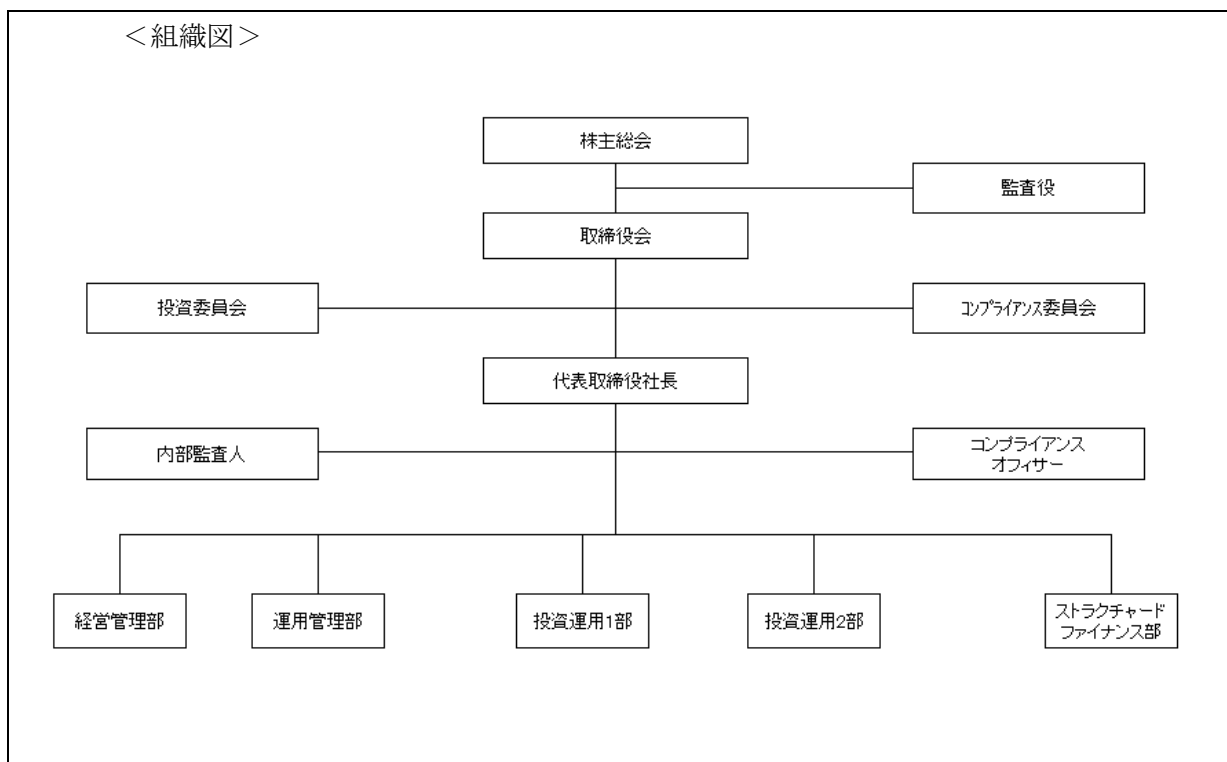 ＜組織図＞
株主総会
監査役
取締役会
投資委員会
ｺﾝﾌﾟﾗｲｱﾝｽ委員会
代表取締役社長
内部監査人
コンプライアンス
オフィサー
経営管理部
運用管理部
投資運用1部
投資運用2部
ストラクチャード
ファイナンス部